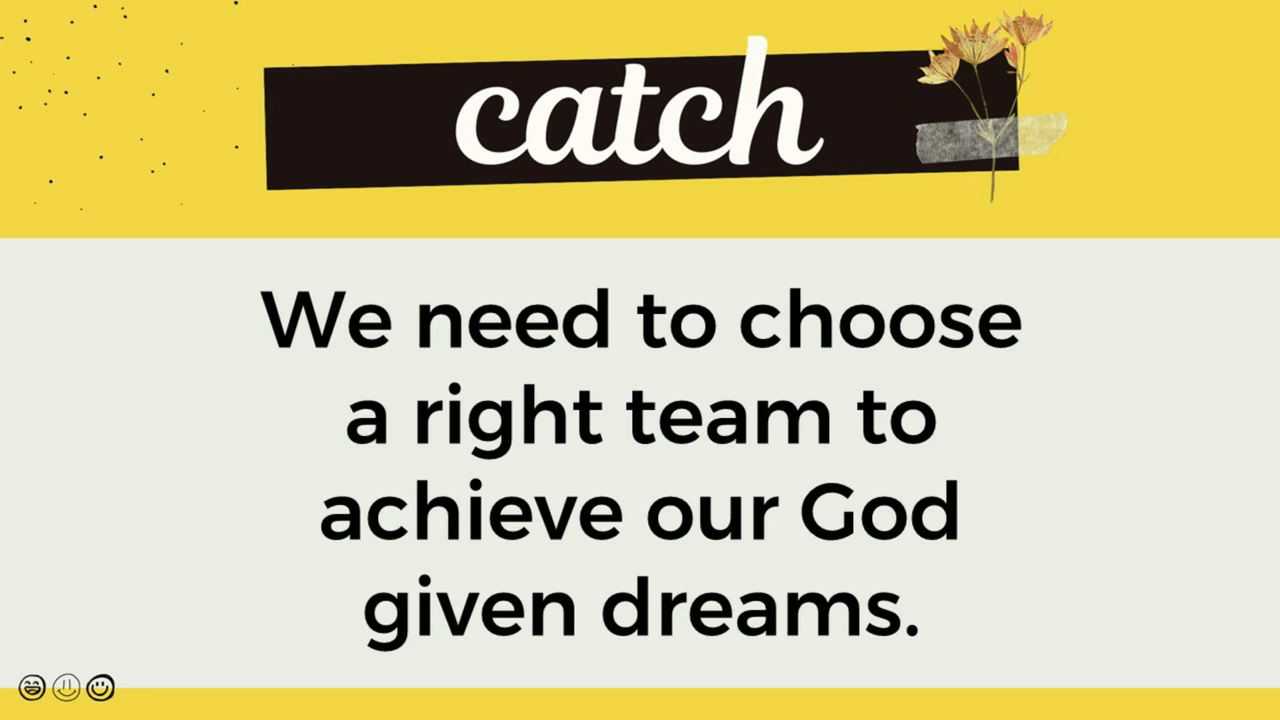 catch
We need to choose
a right team to
achieve our God
given dreams.